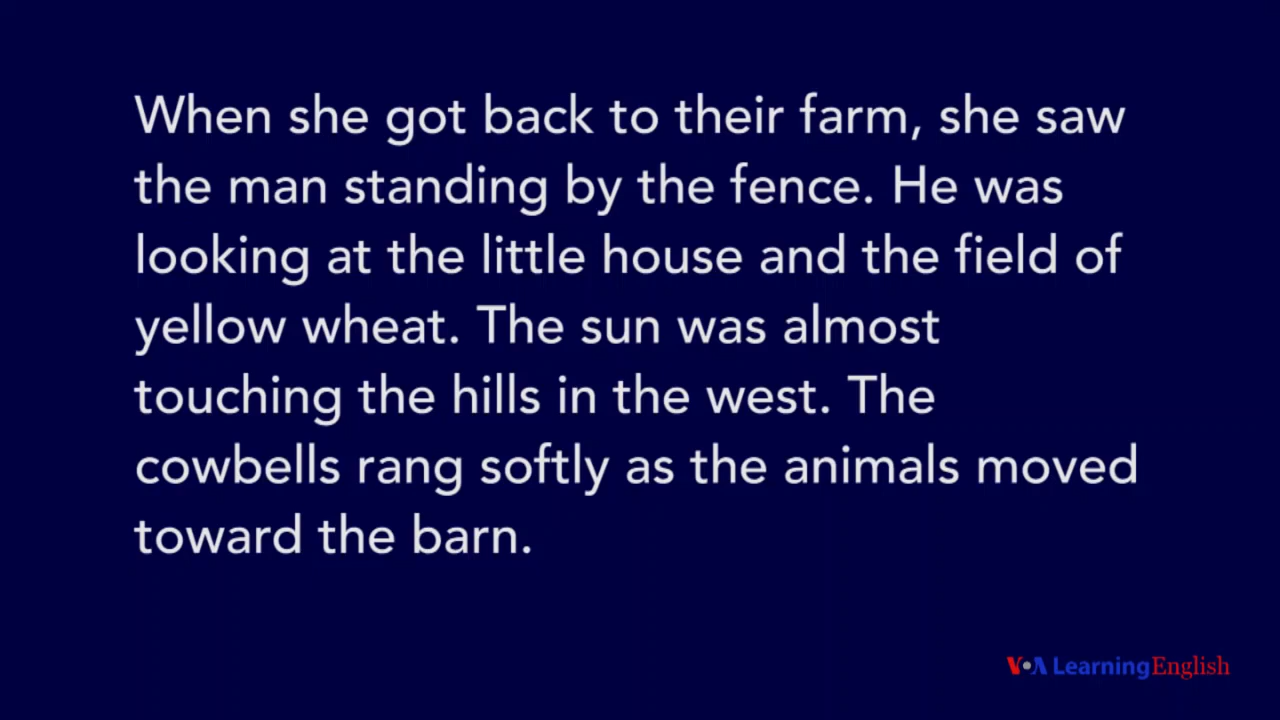 When she got back to their farm, she saw
the man standing by the fence. He was
looking at the little house and the field of
yellow wheat. The sun was almost
touching the hills in the west. The
cowbells rang softly as the animals moved
toward the barn.
VOA Learning English